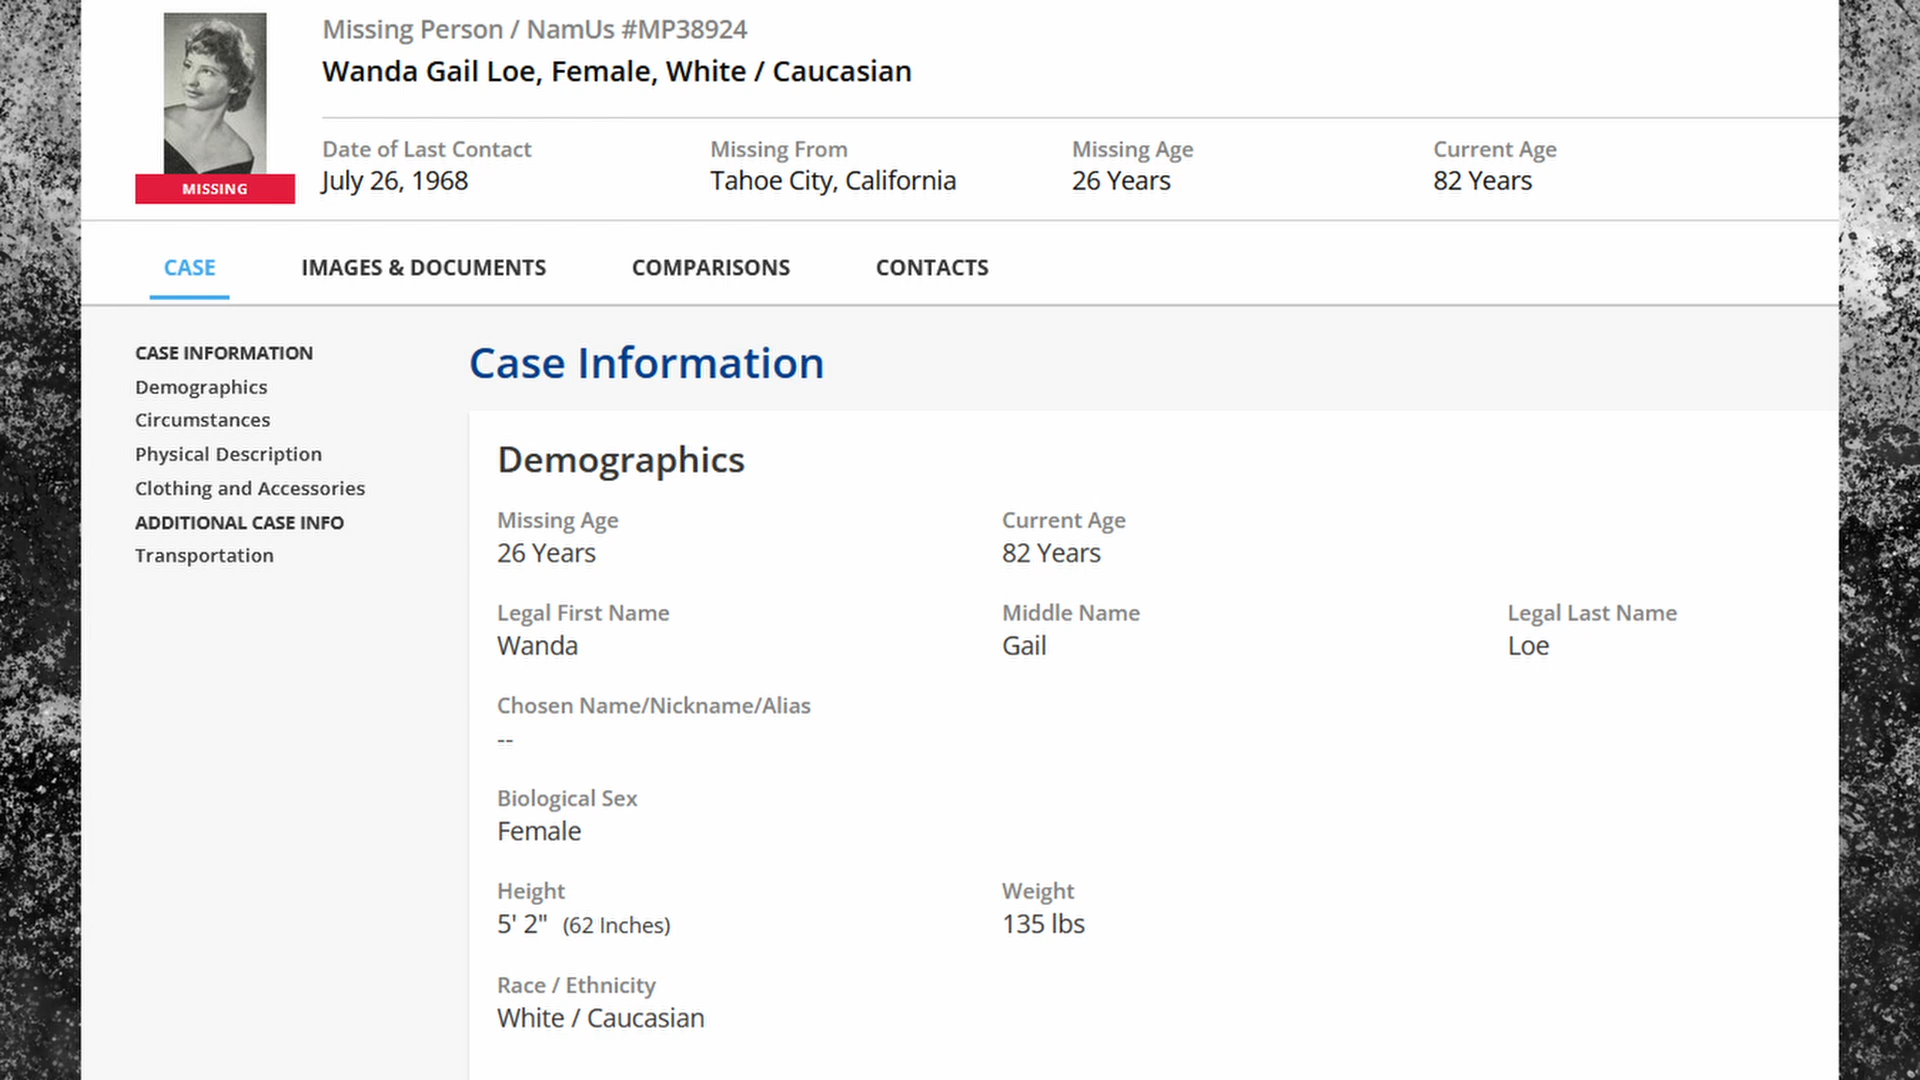 Missing Person / NamUs #MP38924
Wanda Gail Loe, Female, White / Caucasian
MISSING
Date of Last Contact
July 26, 1968
Missing From
Tahoe City, California
Missing Age
26 Years
Current Age
82 Years
CASE
IMAGES & DOCUMENTS
COMPARISONS
CONTACTS
CASE INFORMATION
Demographics
Circumstances
Physical Description
Clothing and Accessories
ADDITIONAL CASE INFO
Transportation
Case Information
Demographics
Missing Age
26 Years
Current Age
82 Years
Legal First Name
Wanda
Middle Name
Gail
Legal Last Name
Loe
Chosen Name/Nickname/Alias
--
Biological Sex
Female
Height
5' 2" (62 Inches)
Weight
135 lbs
Race / Ethnicity
White / Caucasian